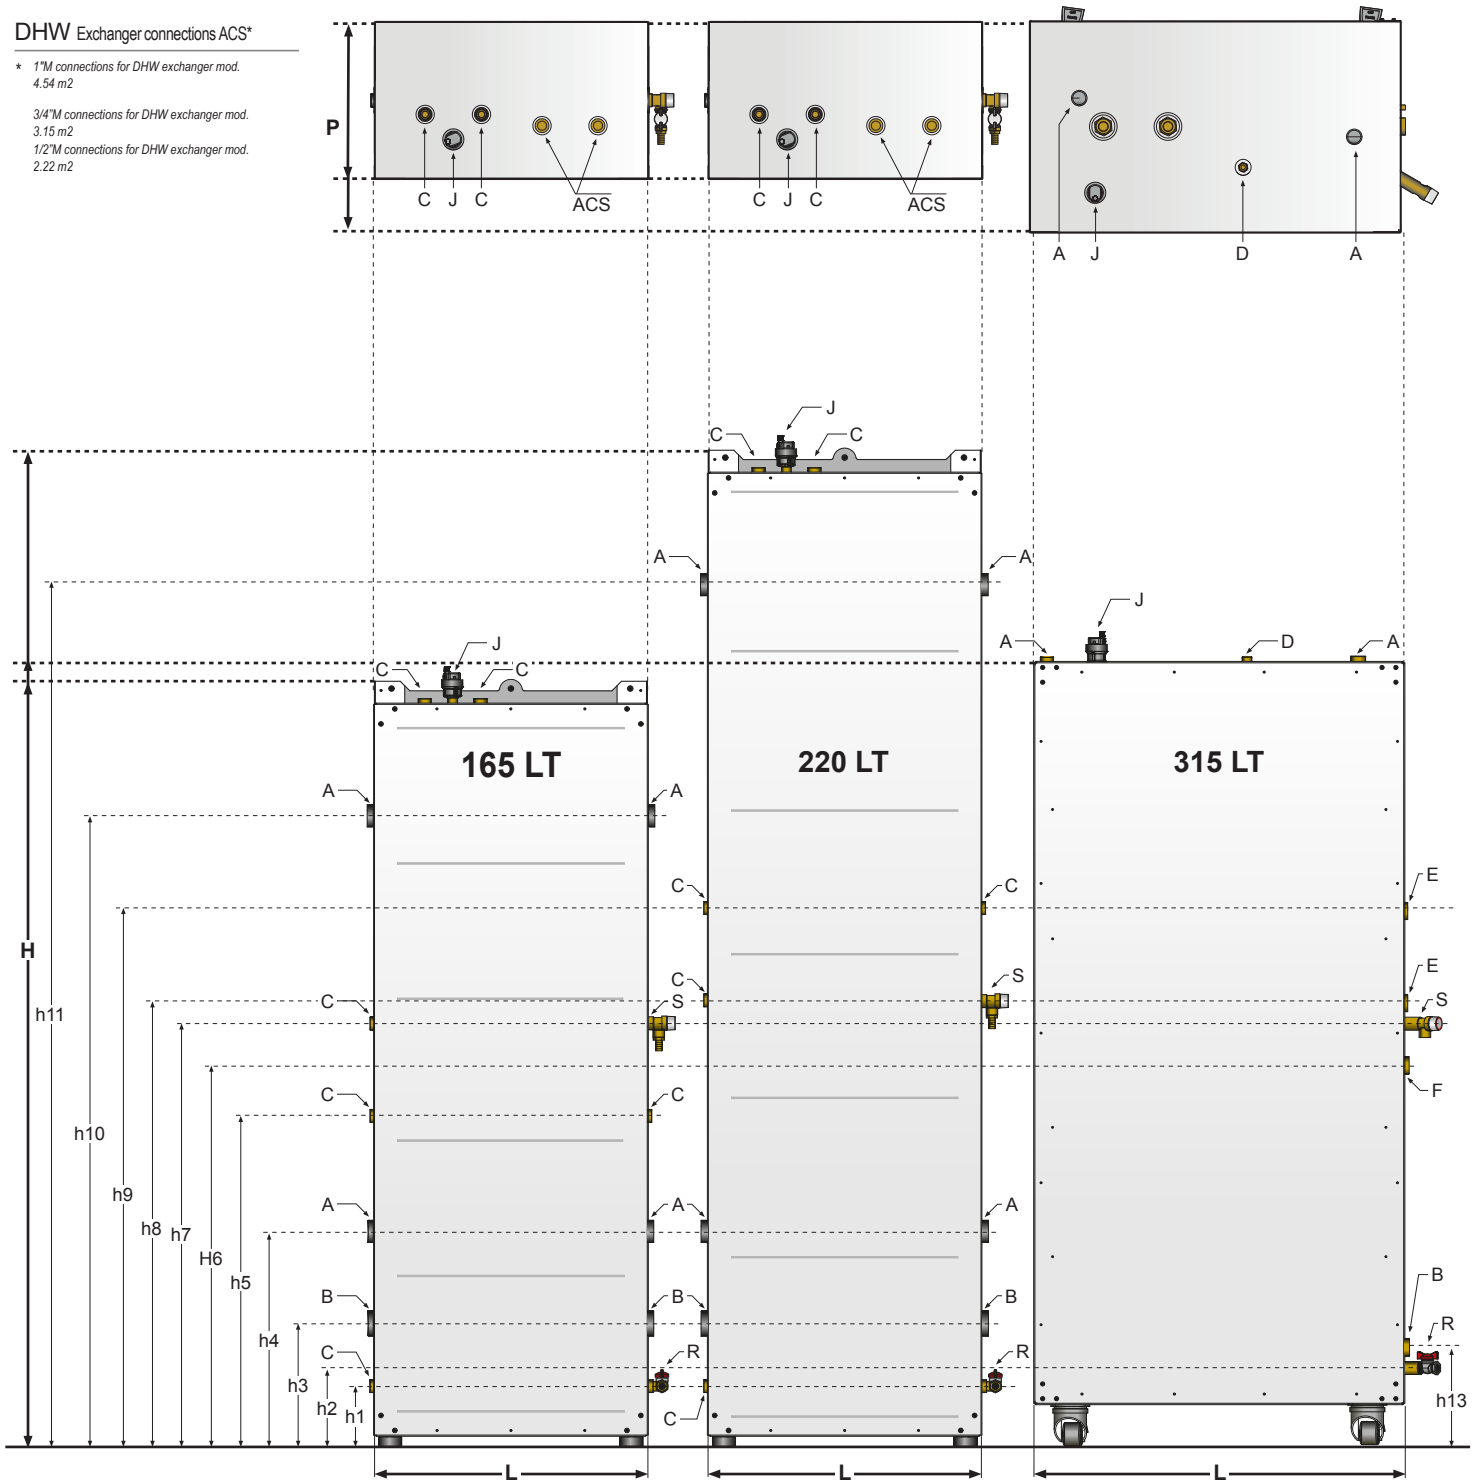 DHW Exchanger connections ACS*
* 1"M connections for DHW exchanger mod.
4.54 m2
3/4"M connections for DHW exchanger mod.
3.15 m2
1/2"M connections for DHW exchanger mod.
2.22 m2
P
C J C ACS
C J C ACS
A J D A
A
J
C C
A A
J
A D A
J
C C
165 LT
220 LT
315 LT
A A
C C
E
H
h11
C S
E
C S
S
F
C C
h10
h9
h8
h7
H6
h5
h4
h3
h2
h1
A A A
B B B
B
C R R
R
C
h13
L L L